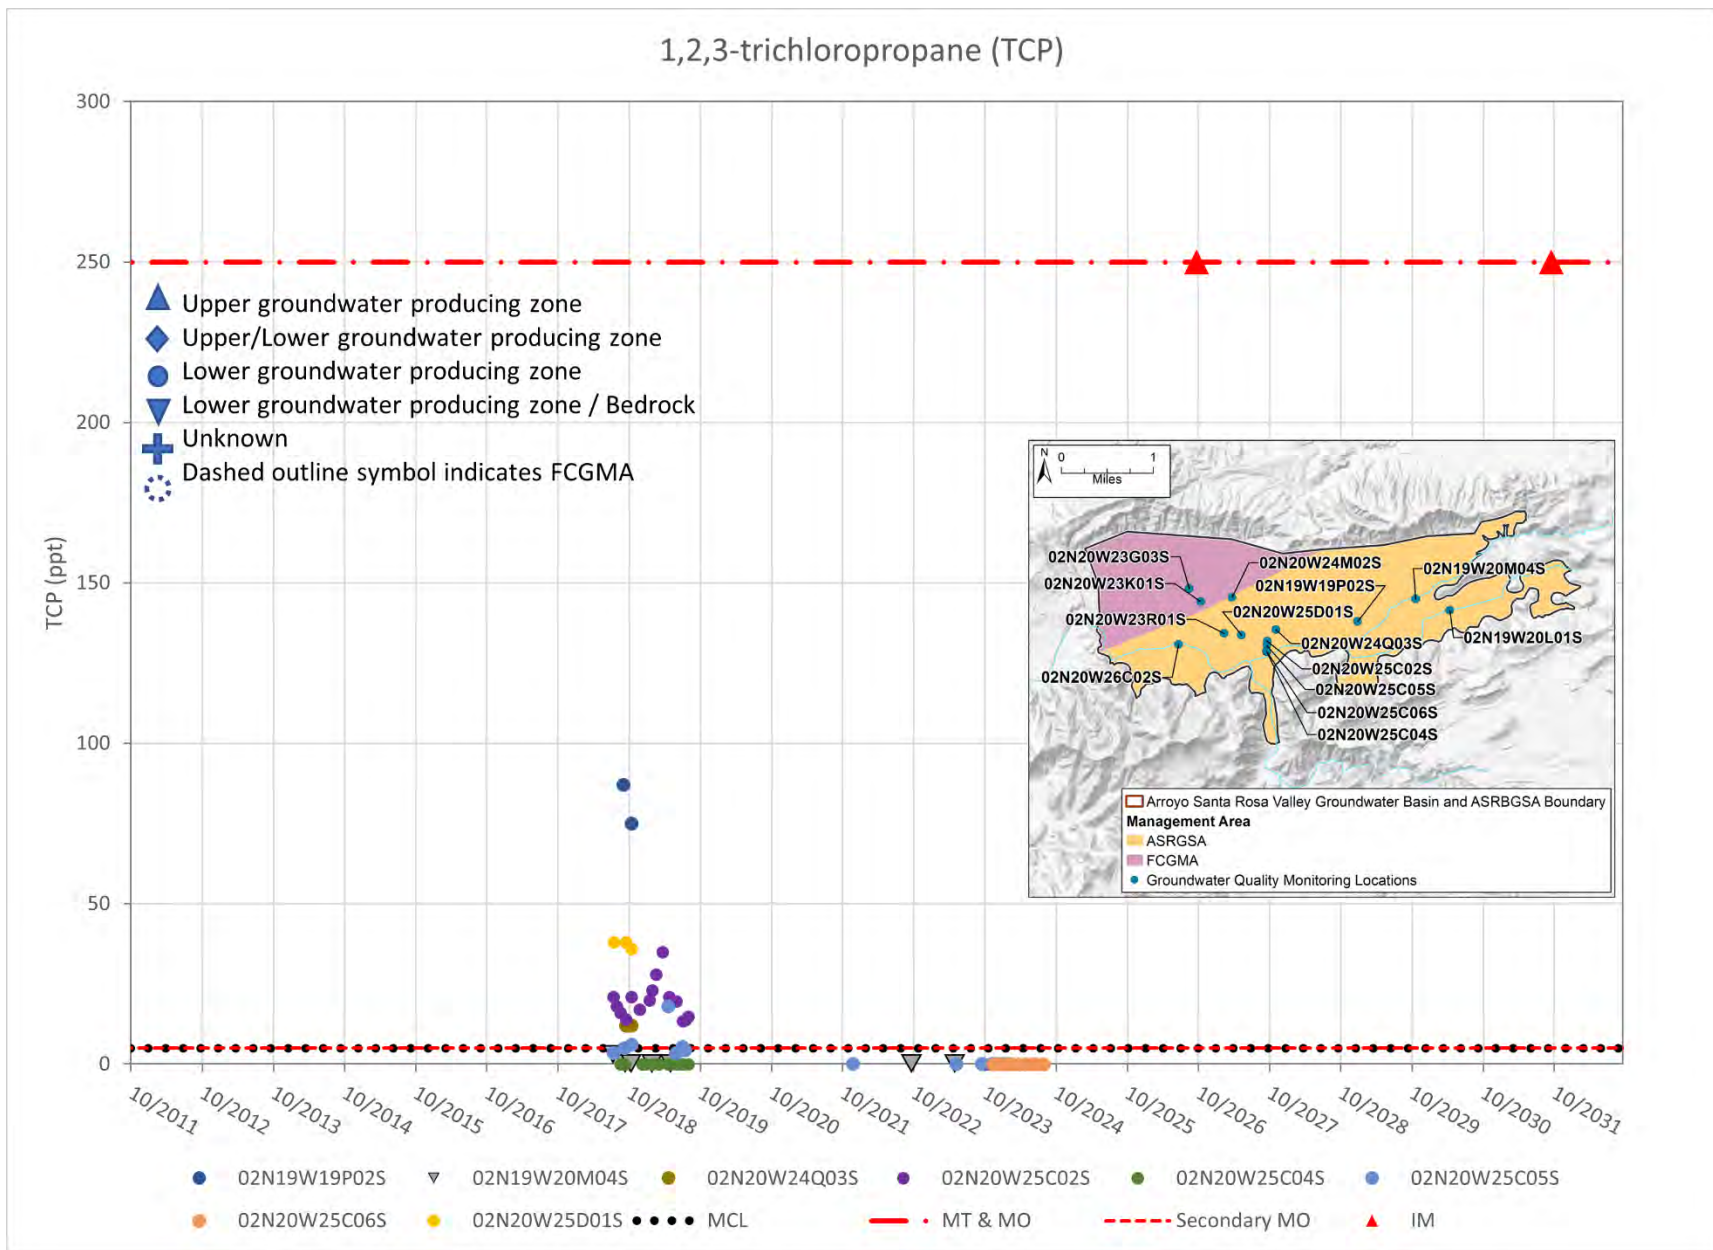 1,2,3-trichloropropane (TCP)
300
250
200
150
100
50
0
TCP (ppt)
Upper groundwater producing zone
Upper/Lower groundwater producing zone
Lower groundwater producing zone
Lower groundwater producing zone / Bedrock
Unknown
Dashed outline symbol indicates FCGMA
N
0 1
Miles
02N20W23G03S
02N20W24M02S
02N19W20M04S
02N20W23K01S
02N19W19P02S
02N20W25D01S
02N20W23R01S
02N20W24Q03S
02N19W20L01S
02N20W25C02S
02N20W26C02S
02N20W25C05S
02N20W25C06S
02N20W25C04S
Arroyo Santa Rosa Valley Groundwater Basin and ASRBGSA Boundary
Management Area
ASRGSA
FCGMA
Groundwater Quality Monitoring Locations
10/2011 10/2012 10/2013 10/2014 10/2015 10/2016 10/2017 10/2018 10/2019 10/2020 10/2021 10/2022 10/2023 10/2024 10/2025 10/2026 10/2027 10/2028 10/2029 10/2030 10/2031
02N19W19P02S 02N19W20M04S 02N20W24Q03S 02N20W25C02S 02N20W25C04S 02N20W25C05S
02N20W25C06S 02N20W25D01S MCL MT & MO Secondary MO IM